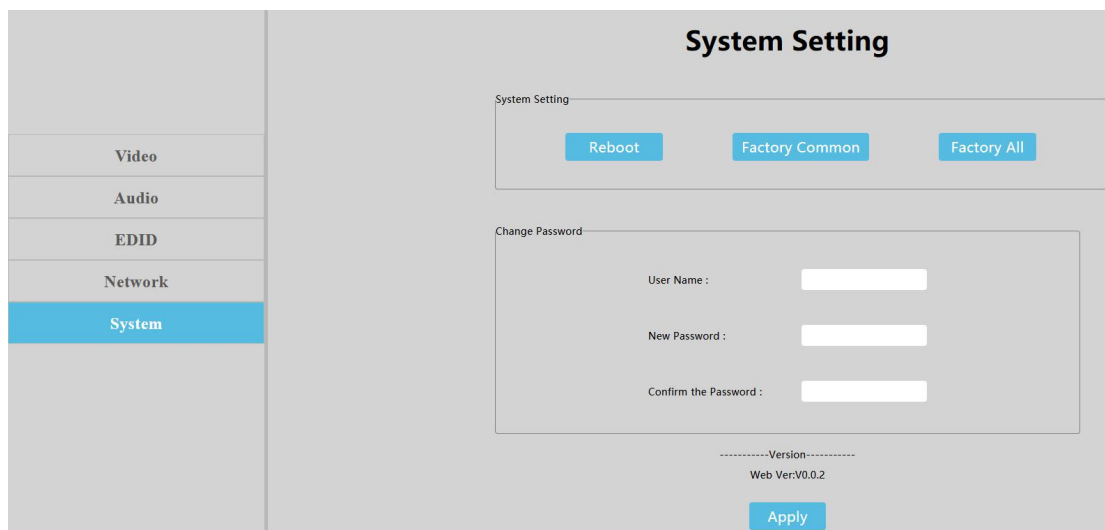 System Setting
System Setting
Reboot Factory Common Factory All
Video
Audio
EDID
Network
System
Change Password
User Name :
New Password :
Confirm the Password :
-----------Version-----------
Web Ver:V0.0.2
Apply